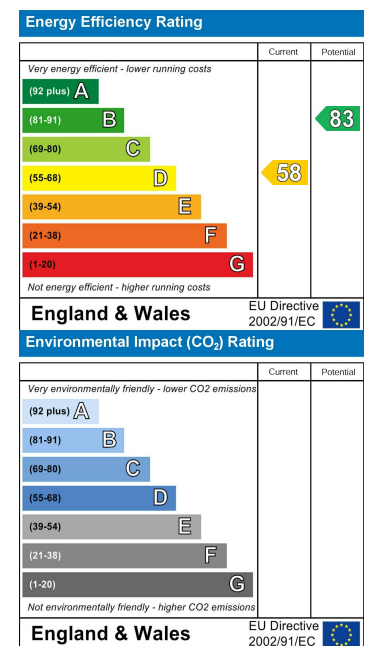 Energy Efficiency Rating
Current Potential
Very energy efficient - lower running costs
(92 plus) A
(81-91) B
83
(69-80) C
(55-68) D
58
(39-54) E
(21-38) F
(1-20) G
Not energy efficient - higher running costs
England & Wales
EU Directive
2002/91/EC
Environmental Impact (CO₂) Rating
Current Potential
Very environmentally friendly - lower CO2 emissions
(92 plus) A
(81-91) B
(69-80) C
(55-68) D
(39-54) E
(21-38) F
(1-20) G
Not environmentally friendly - higher CO2 emissions
England & Wales
EU Directive
2002/91/EC